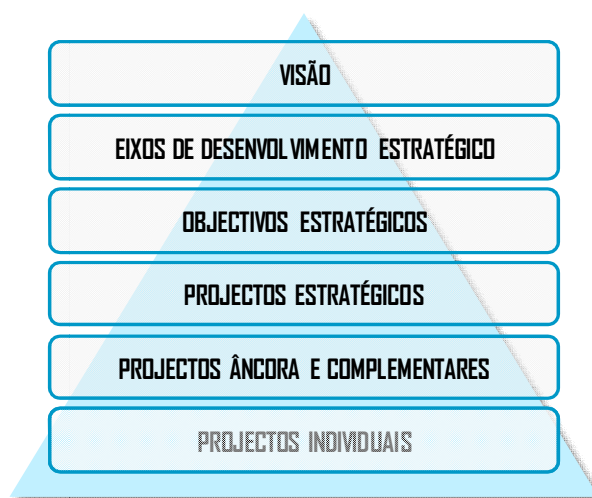 VISÃO
EIXOS DE DESENVOLVIMENTO ESTRATÉGICO
OBJECTIVOS ESTRATÉGICOS
PROJECTOS ESTRATÉGICOS
PROJECTOS ÂNCORA E COMPLEMENTARES
PROJECTOS INDIVIDUAIS